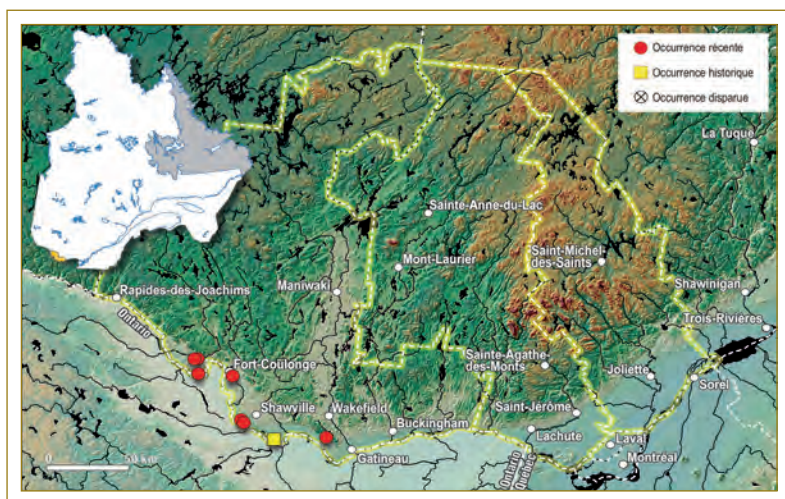 Occurrence récente
Occurrence historique
Occurrence disparue
La Tuque
Sainte-Anne-du-Lac
Mont-Laurier
Saint-Michel
des-Saints
Maniwaki
Rapides-des-Joachims
Shawinigan
Trois-Rivières
Ontario
Fort-Coulonge
Sainte-Agathe
des-Monts
Joliette
Sorel
Shawville
Wakefield
Saint-Jérôme
Buckingham
Lachute
Laval
Gatineau
Montréal
Ontario
Québec
0 50 km